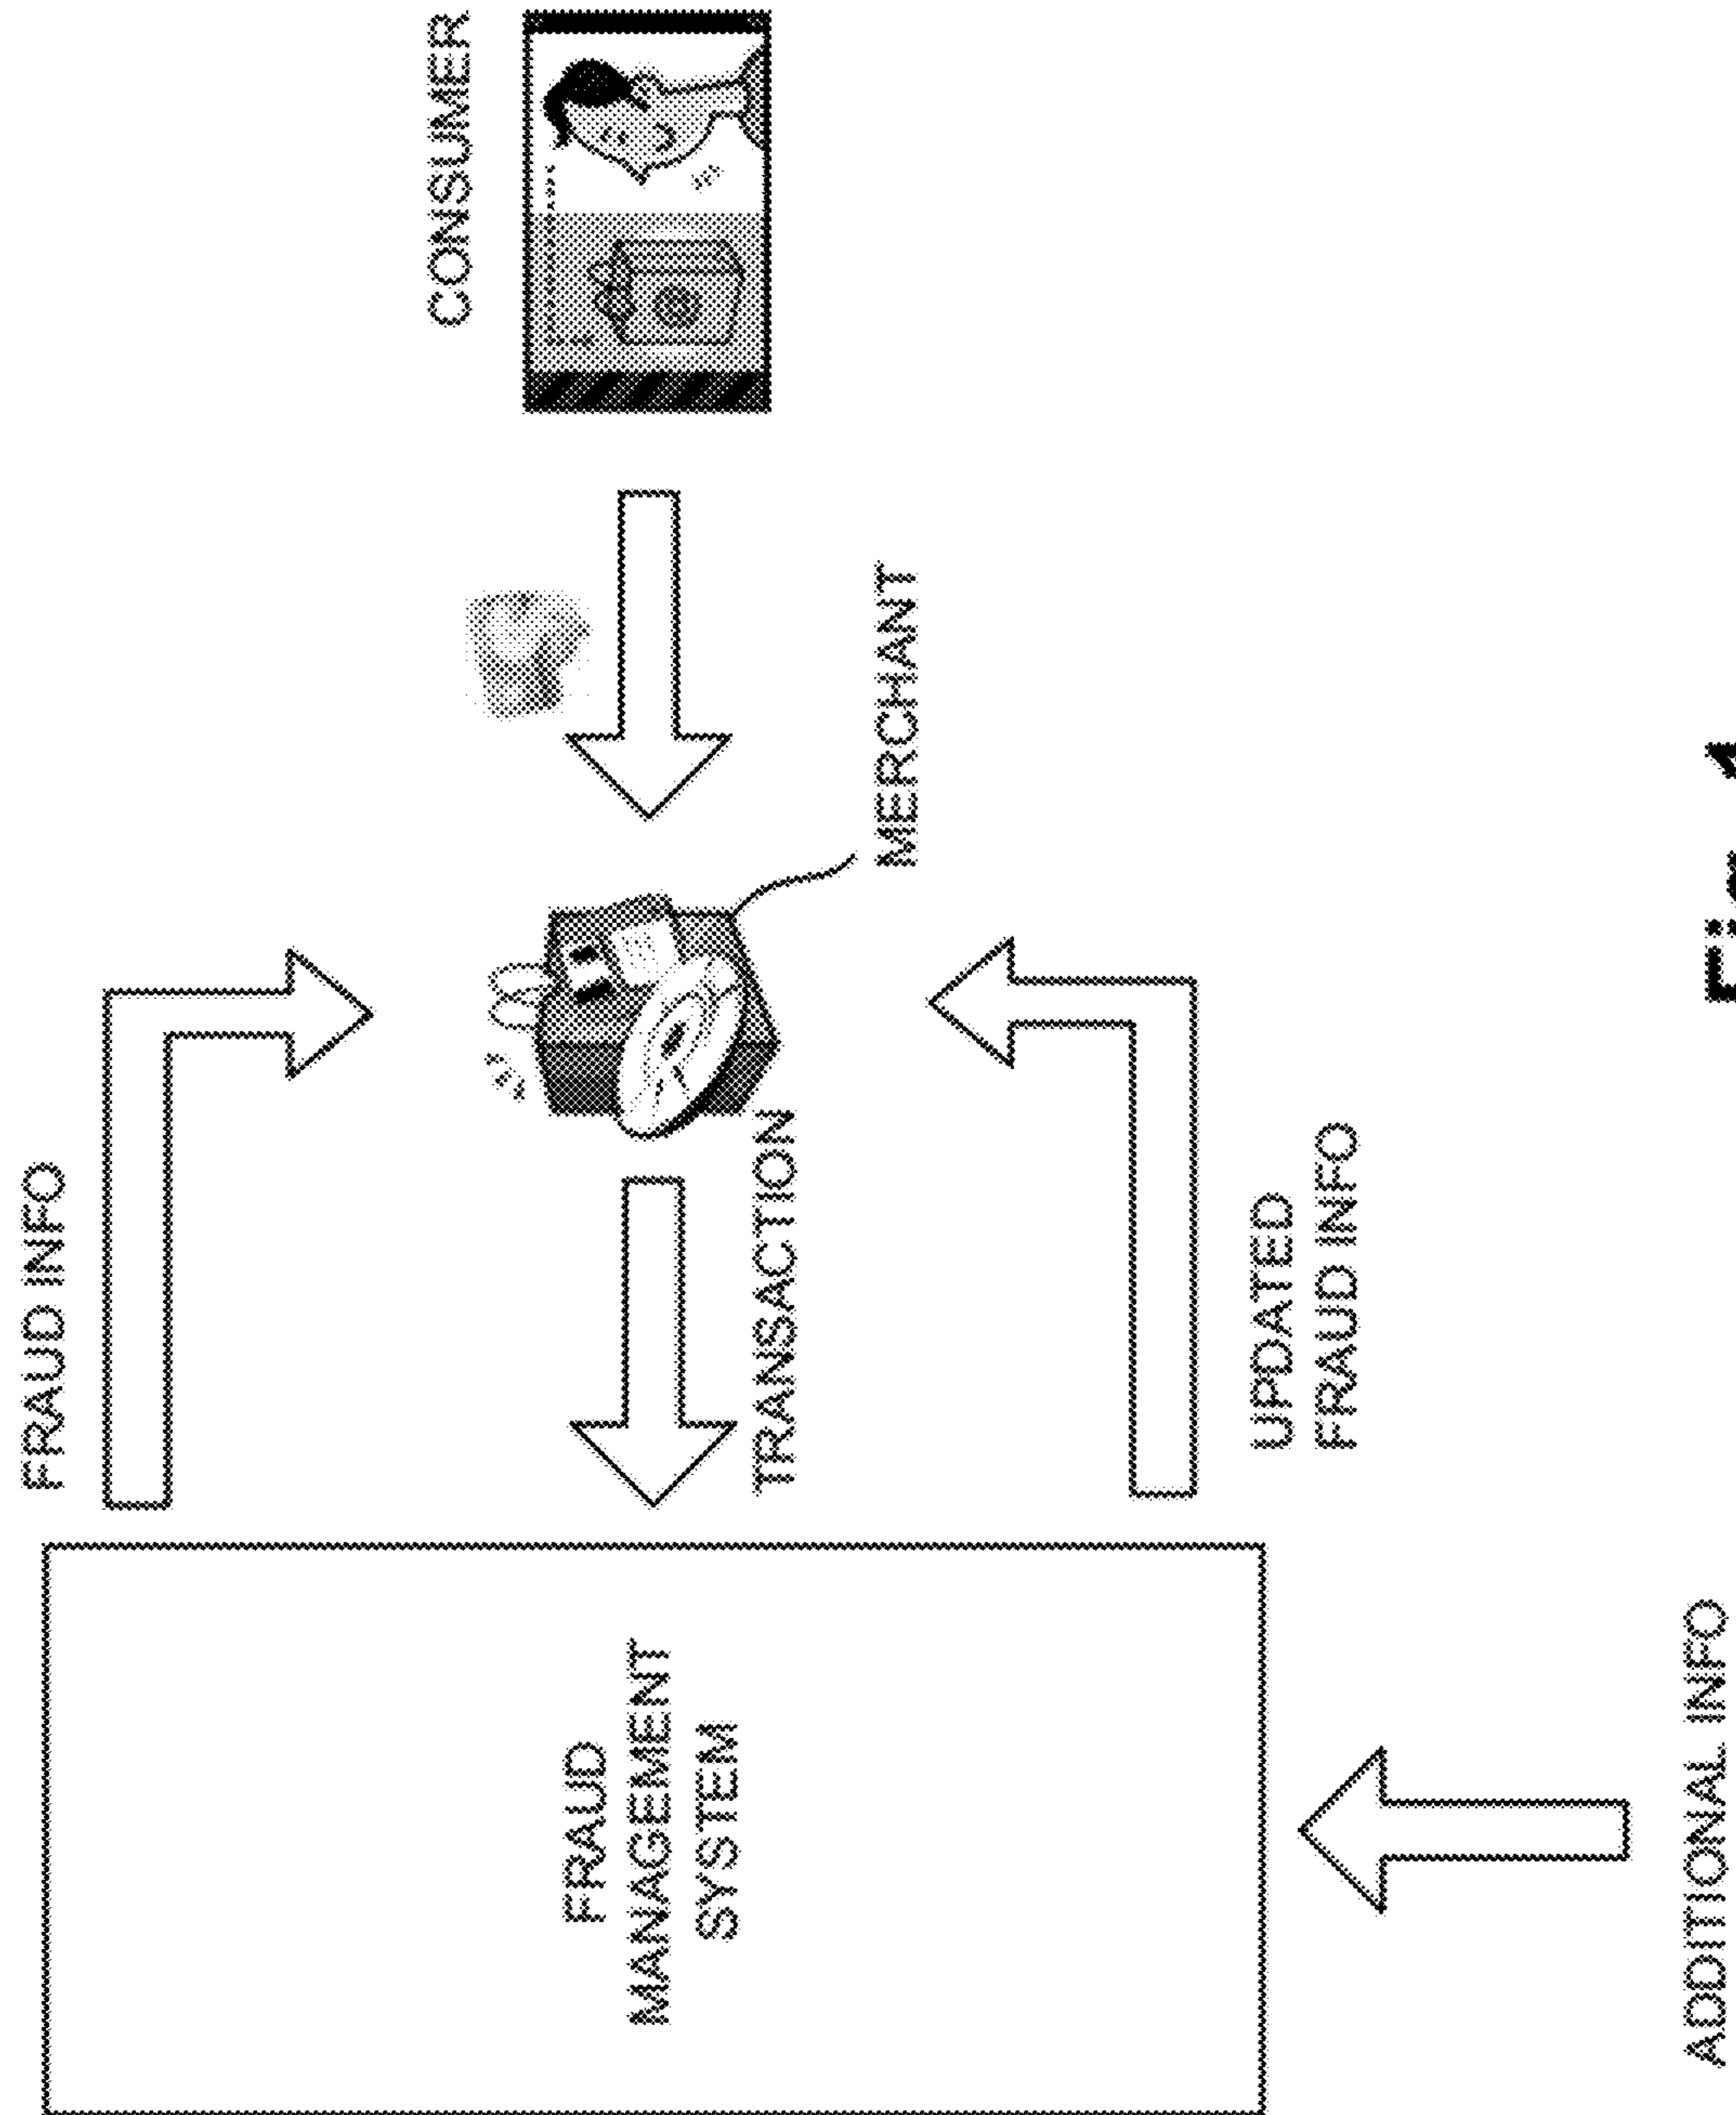 FRAUD INFO
CONSUMER
FRAUD
MANAGEMENT
SYSTEM
TRANSACTION
MERCHANT
UPDATED
FRAUD INFO
ADDITIONAL INFO